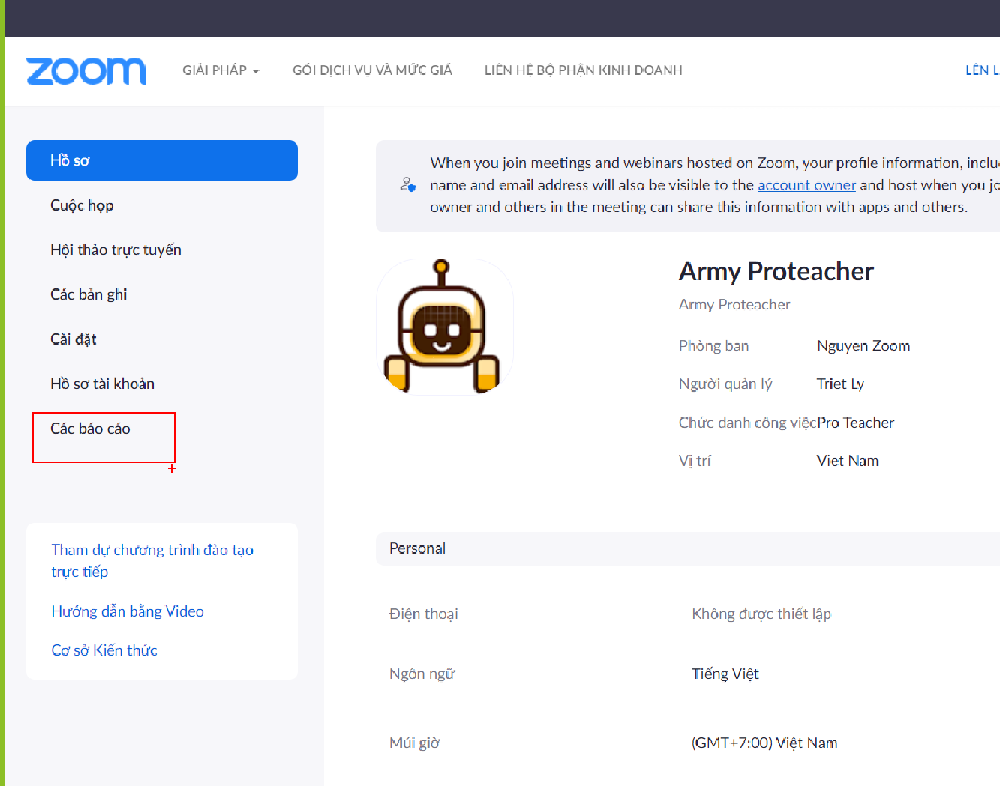 zoom
GIẢI PHÁP
GÓI DỊCH VỤ VÀ MỨC GIÁ
LIÊN HỆ BỘ PHẬN KINH DOANH
LÊN L
Hồ sơ
Cuộc họp
Hội thảo trực tuyến
Các bản ghi
Cài đặt
Hồ sơ tài khoản
Các báo cáo
Tham dự chương trình đào tạo
trực tiếp
Hướng dẫn bằng Video
Cơ sở Kiến thức
When you join meetings and webinars hosted on Zoom, your profile information, inclu
name and email address will also be visible to the account owner and host when you jo
owner and others in the meeting can share this information with apps and others.
Army Proteacher
Army Proteacher
Phòng ban Nguyen Zoom
Người quản lý Triet Ly
Chức danh công việc Pro Teacher
Vị trí Viet Nam
Personal
Điện thoại Không được thiết lập
Ngôn ngữ Tiếng Việt
Múi giờ (GMT+7:00) Việt Nam